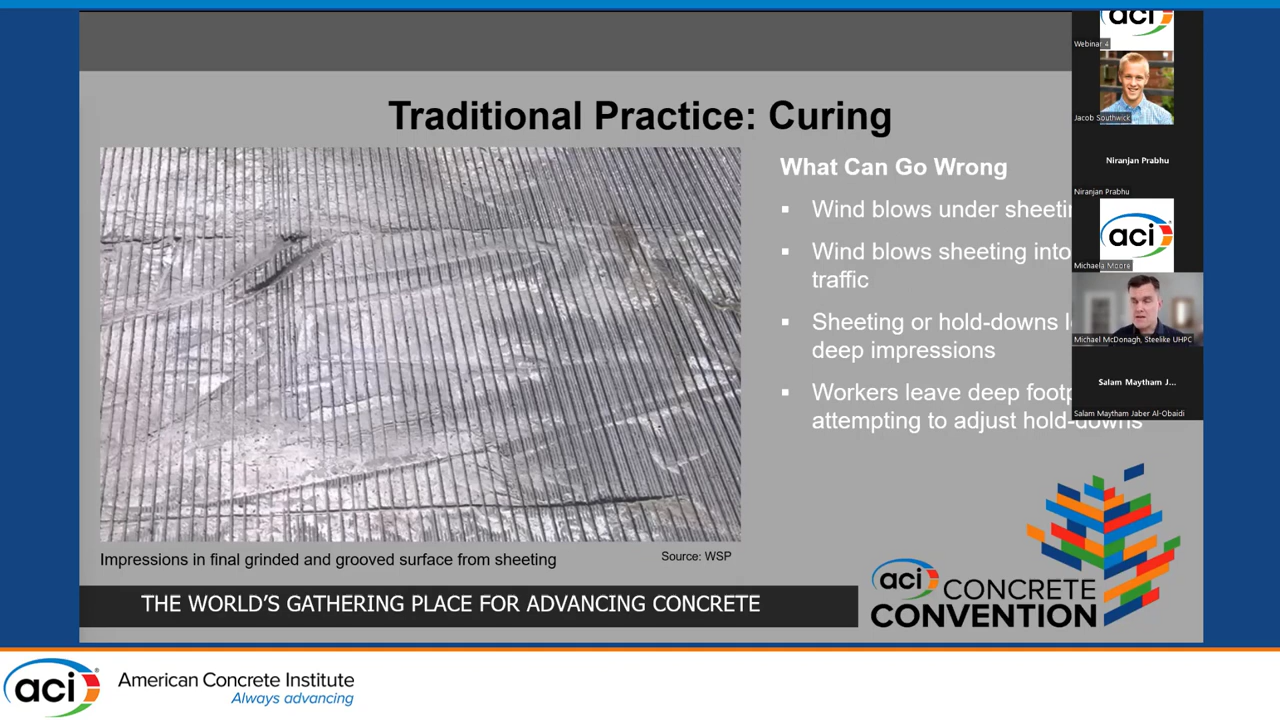 Traditional Practice: Curing
What Can Go Wrong
▪ Wind blows under
▪ Wind blows sheeting into
traffic
▪ Sheeting or hold-downs
deep impressions
▪ Workers leave deep
attempting to adjust hold-downs
Impressions in final grinded and grooved surface from sheeting
Source: WSP
THE WORLD'S GATHERING PLACE FOR ADVANCING CONCRETE
aci CONCRETE
CONVENTION
aci
Webinar 4
Jacob Southwick
Niranjan Prabhu
Niranjan Prabhu
aci
Michaela Moore
Michael McDonagh, Steelike UHPC
Salam Maytham J...
Salam Maytham Jaber Al-Obaidi
aci®
American Concrete Institute
Always advancing